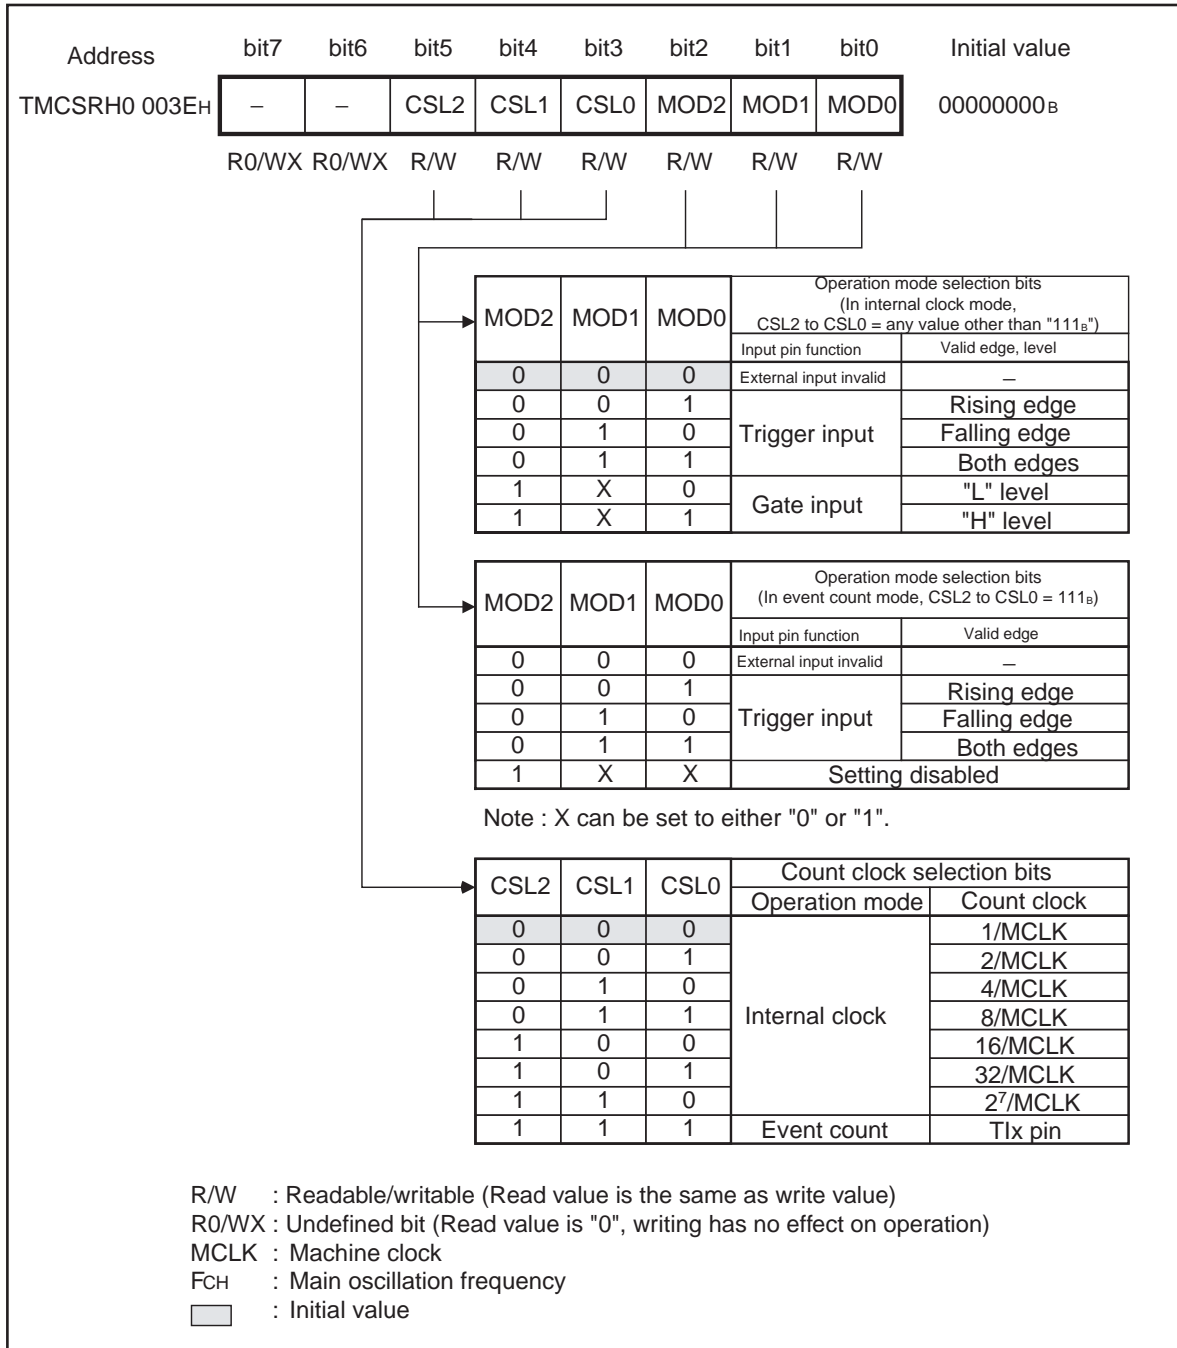 Address bit7 bit6 bit5 bit4 bit3 bit2 bit1 bit0 Initial value
TMCSRH0 003EH – – CSL2 CSL1 CSL0 MOD2 MOD1 MOD0 00000000B
R0/WX R0/WX R/W R/W R/W R/W R/W R/W
MOD2 MOD1 MOD0 Operation mode selection bits
(In internal clock mode,
CSL2 to CSL0 = any value other than "111B")
Input pin function Valid edge, level
0 0 0 External input invalid –
0 0 1 Rising edge
0 1 0 Trigger input Falling edge
0 1 1 Both edges
1 X 0 Gate input "L" level
1 X 1 "H" level
MOD2 MOD1 MOD0 Operation mode selection bits
(In event count mode, CSL2 to CSL0 = 111B)
Input pin function Valid edge
0 0 0 External input invalid –
0 0 1 Rising edge
0 1 0 Trigger input Falling edge
0 1 1 Both edges
1 X X Setting disabled
Note : X can be set to either "0" or "1".
CSL2 CSL1 CSL0 Count clock selection bits
Operation mode Count clock
0 0 0 1/MCLK
0 0 1 2/MCLK
0 1 0 4/MCLK
0 1 1 Internal clock 8/MCLK
1 0 0 16/MCLK
1 0 1 32/MCLK
1 1 0 2⁷/MCLK
1 1 1 Event count TIx pin
R/W : Readable/writable (Read value is the same as write value)
R0/WX : Undefined bit (Read value is "0", writing has no effect on operation)
MCLK : Machine clock
FCH : Main oscillation frequency
: Initial value